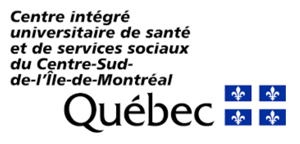 Centre intégré
universitaire de santé
et de services sociaux
du Centre-Sud-
de-l'Île-de-Montréal
Québec